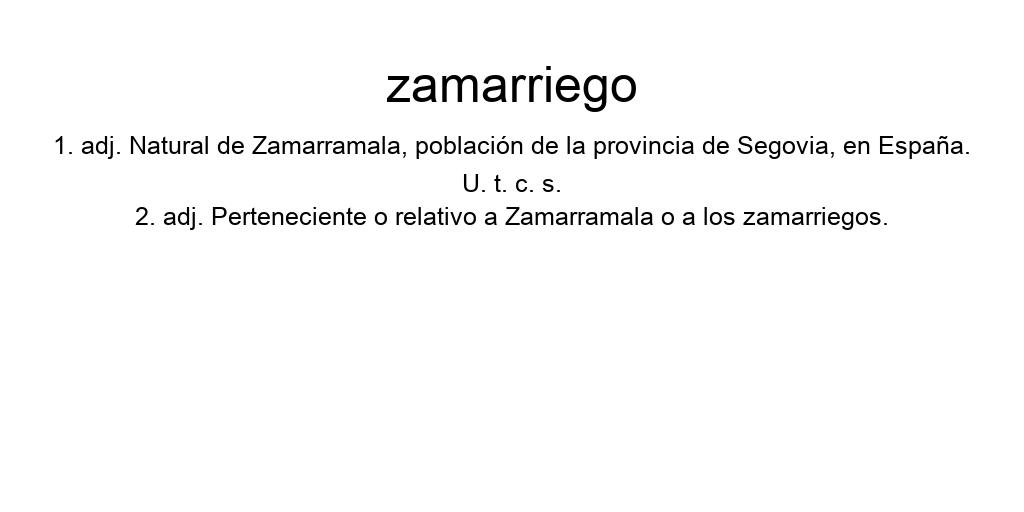 zamarriego
1. adj. Natural de Zamarramala, población de la provincia de Segovia, en España.
U. t. c. s.
2. adj. Perteneciente o relativo a Zamarramala o a los zamarriegos.